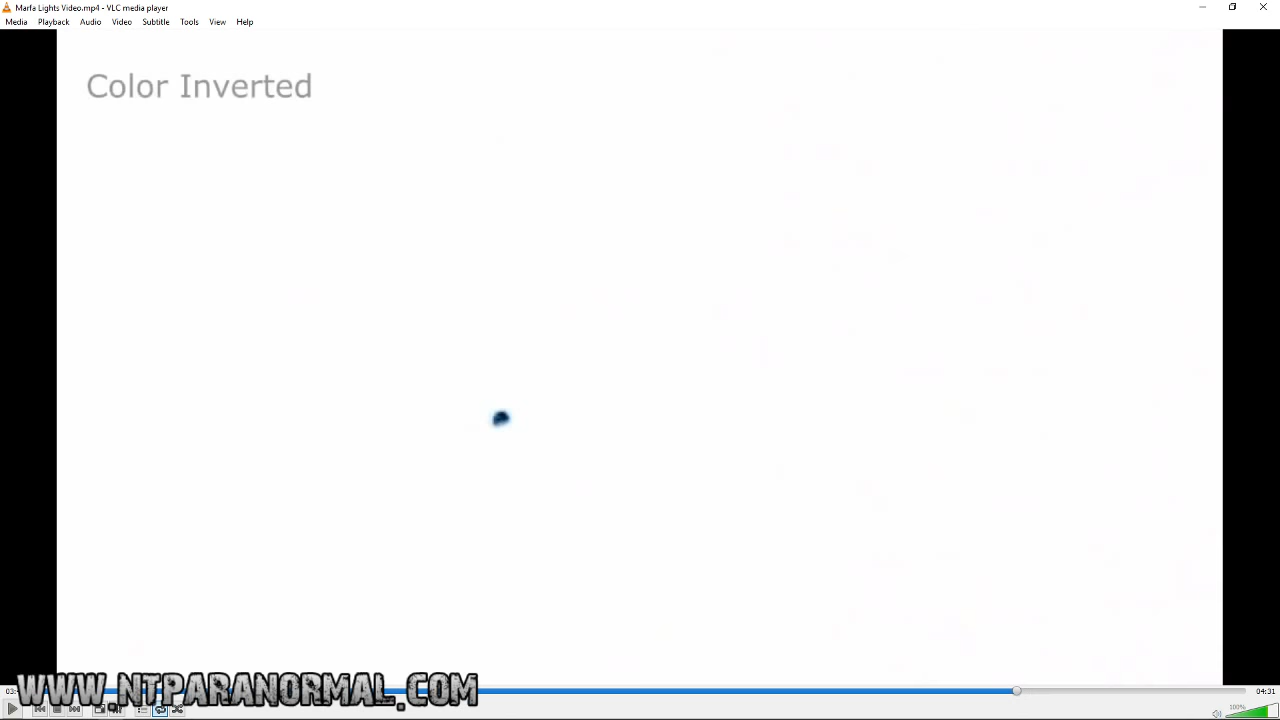 Marfa Lights Video.mp4 - VLC media player
Media Playback Audio Video Subtitle Tools View Help
Color Inverted
WWW.NTPARANORMAL.COM
04:31
100%